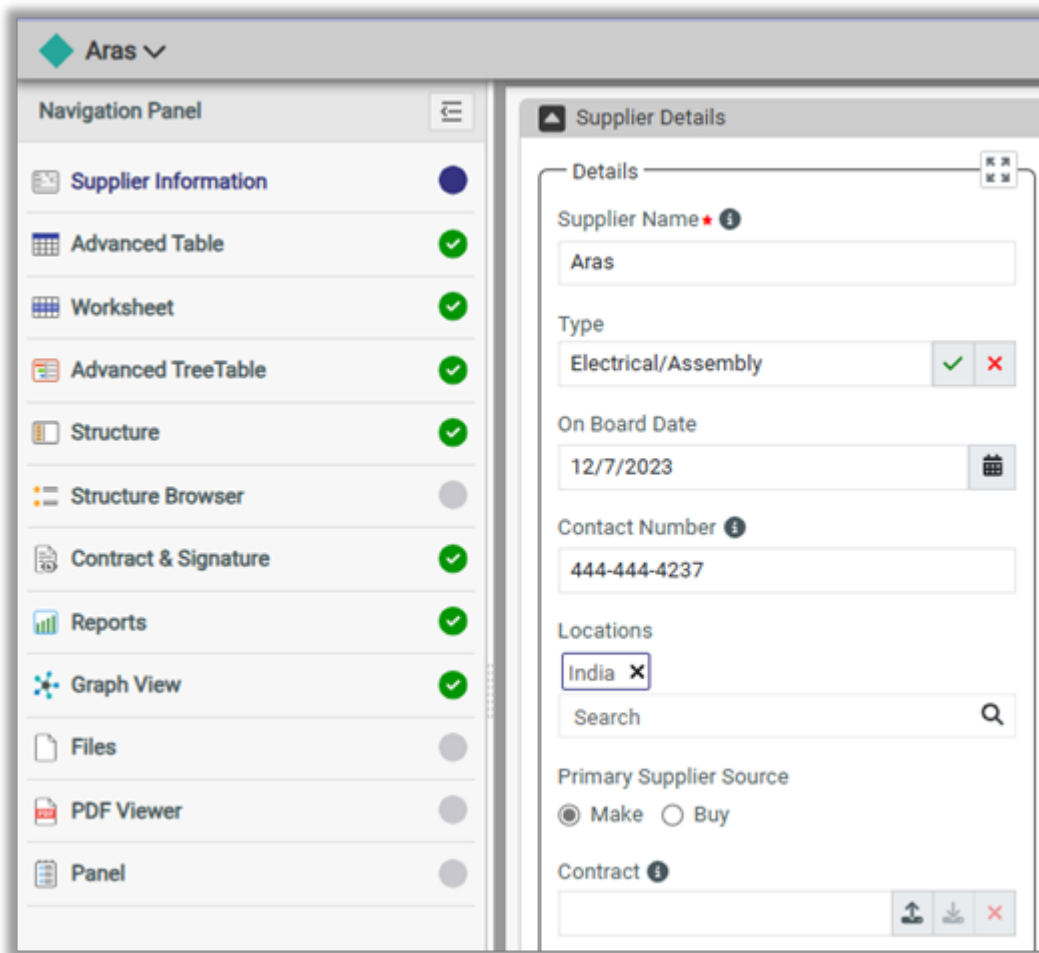 Aras
Navigation Panel
Supplier Information
Advanced Table
Worksheet
Advanced TreeTable
Structure
Structure Browser
Contract & Signature
Reports
Graph View
Files
PDF Viewer
Panel
Supplier Details
Details
Supplier Name
Aras
Type
Electrical/Assembly
On Board Date
12/7/2023
Contact Number
444-444-4237
Locations
India
Search
Primary Supplier Source
Make Buy
Contract